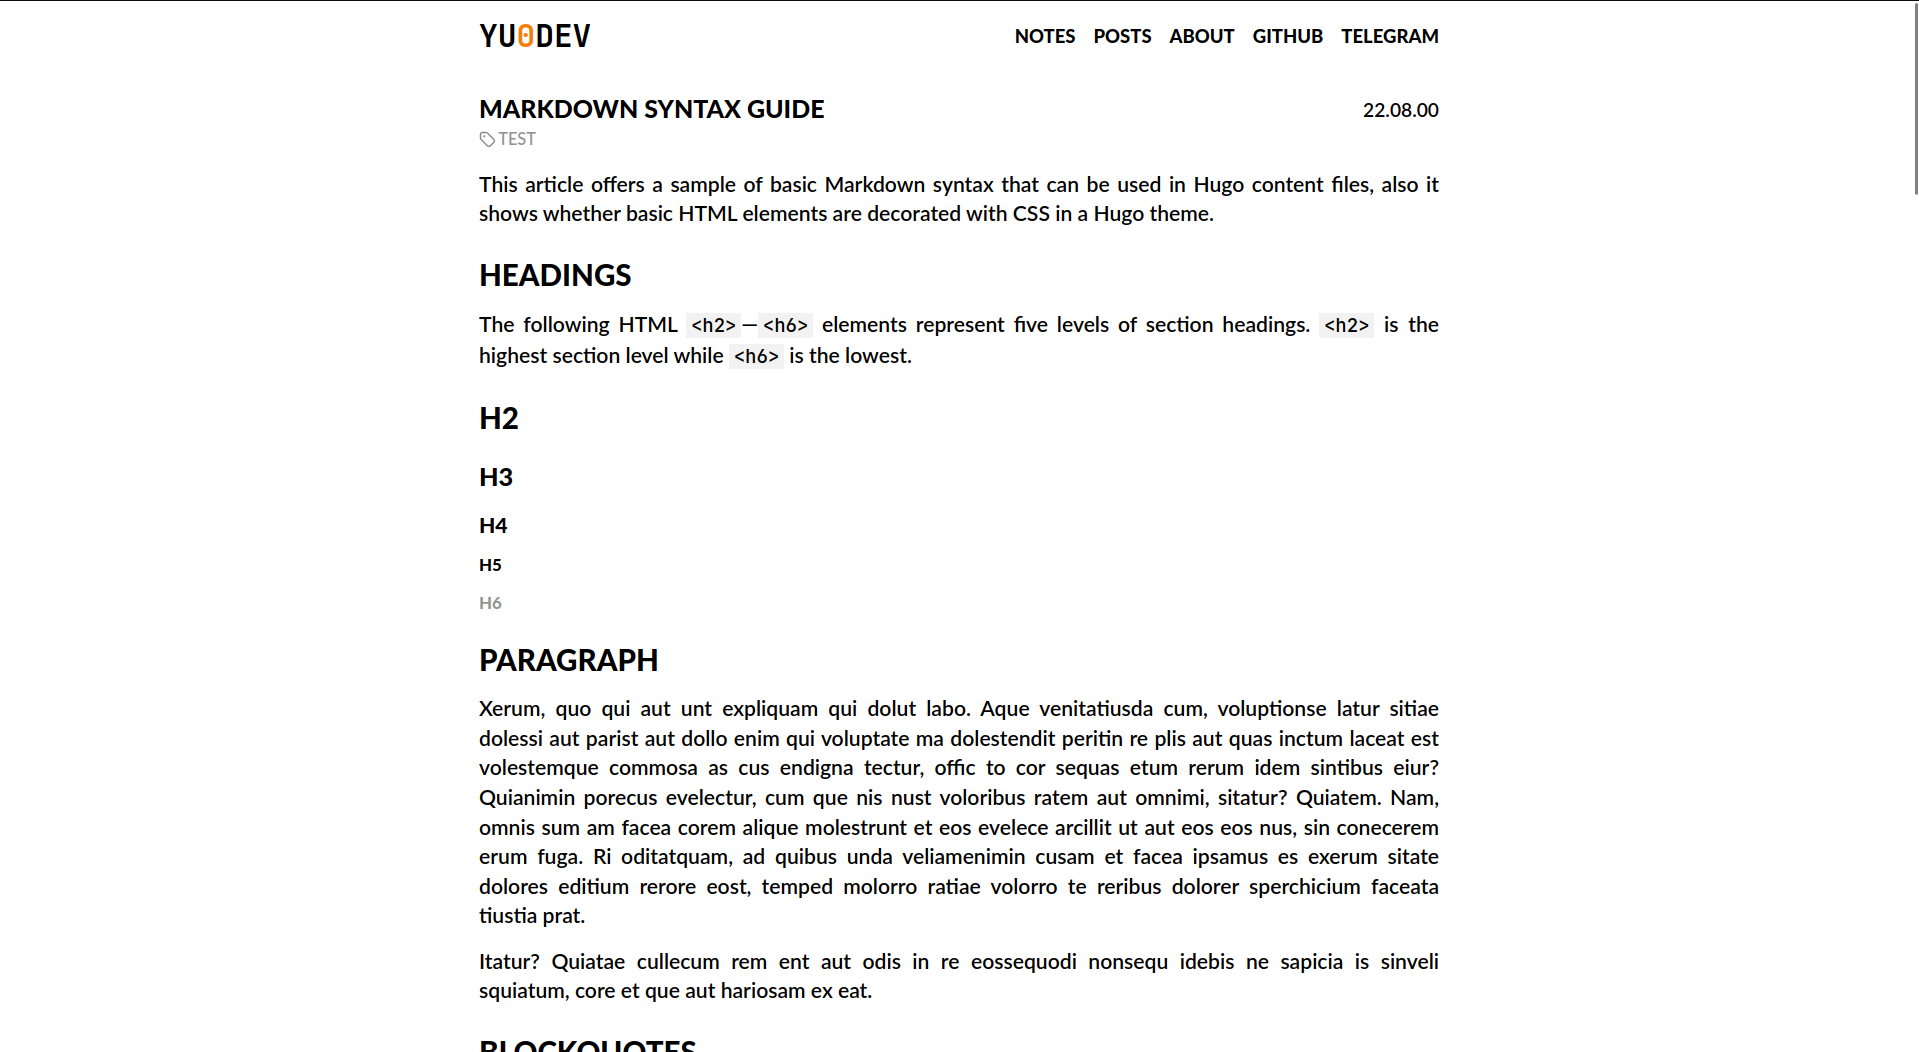 YU0DEV
NOTES POSTS ABOUT GITHUB TELEGRAM
MARKDOWN SYNTAX GUIDE
22.08.00
TEST
This article offers a sample of basic Markdown syntax that can be used in Hugo content files, also it
shows whether basic HTML elements are decorated with CSS in a Hugo theme.
HEADINGS
The following HTML <h2>—<h6> elements represent five levels of section headings. <h2> is the
highest section level while <h6> is the lowest.
H2
H3
H4
H5
H6
PARAGRAPH
Xerum, quo qui aut unt expliquam qui dolut labo. Aque venitatiusda cum, voluptionse latur sitiae
dolessi aut parist aut dollo enim qui voluptate ma dolestendit peritin re plis aut quas inctum laceat est
volestemque commosa as cus endigna tectur, offic to cor sequas etum rerum idem sintibus eiur?
Quianimin porecus evelectur, cum que nis nust voloribus ratem aut omnimi, sitatur? Quiatem. Nam,
omnis sum am facea corem alique molestrunt et eos evelece arcillit ut aut eos eos nus, sin conecerem
erum fuga. Ri oditatquam, ad quibus unda veliamenimin cusam et facea ipsamus es exerum sitate
dolores editium rerore eost, temped molorro ratiae volorro te reribus dolorer sperchicium faceata
tiustia prat.
Itatur? Quiatae cullecum rem ent aut odis in re eossequodi nonsequ idebis ne sapicia is sinveli
squiatum, core et que aut hariosam ex eat.
BLOCKQUOTES